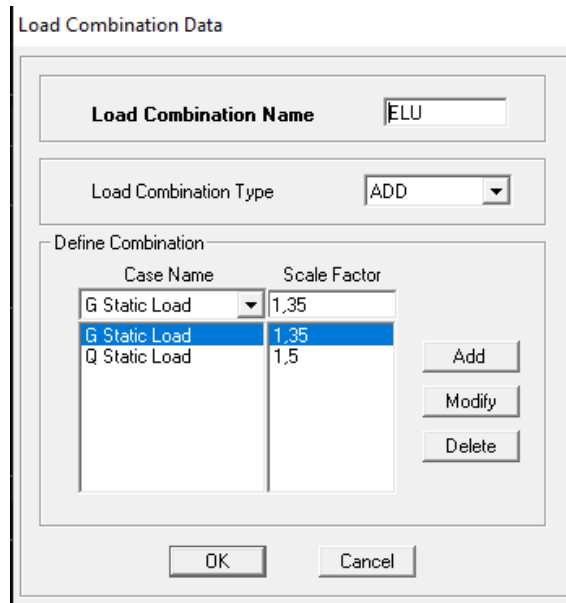 Load Combination Data
Load Combination Name ELU
Load Combination Type ADD
Define Combination
Case Name Scale Factor
G Static Load 1,35
G Static Load 1,35
Q Static Load 1,5
Add
Modify
Delete
OK Cancel